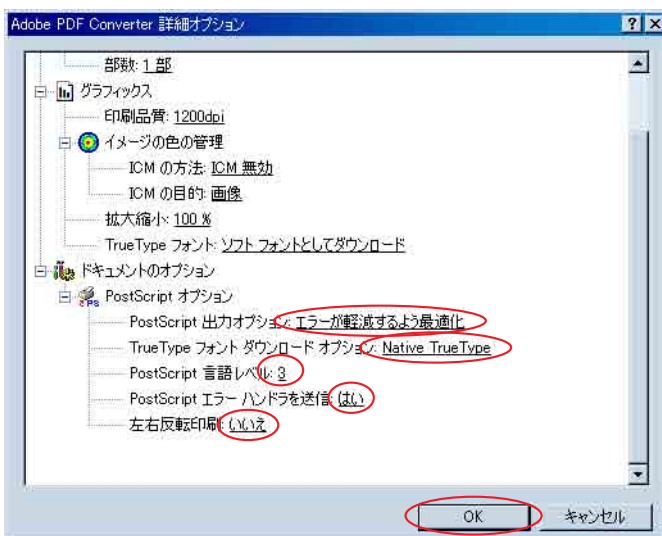 Adobe PDF Converter 詳細オプション
部数: 1 部
グラフィックス
印刷品質: 1200dpi
イメージの色の管理
ICM の方法: ICM 無効
ICM の目的: 画像
拡大縮小: 100 %
TrueType フォント: ソフト フォントとしてダウンロード
ドキュメントのオプション
PostScript オプション
PostScript 出力オプション: エラーが軽減するよう最適化
TrueType フォント ダウンロード オプション: Native TrueType
PostScript 言語レベル: 3
PostScript エラー ハンドラを送信: はい
左右反転印刷: いいえ
OK キャンセル